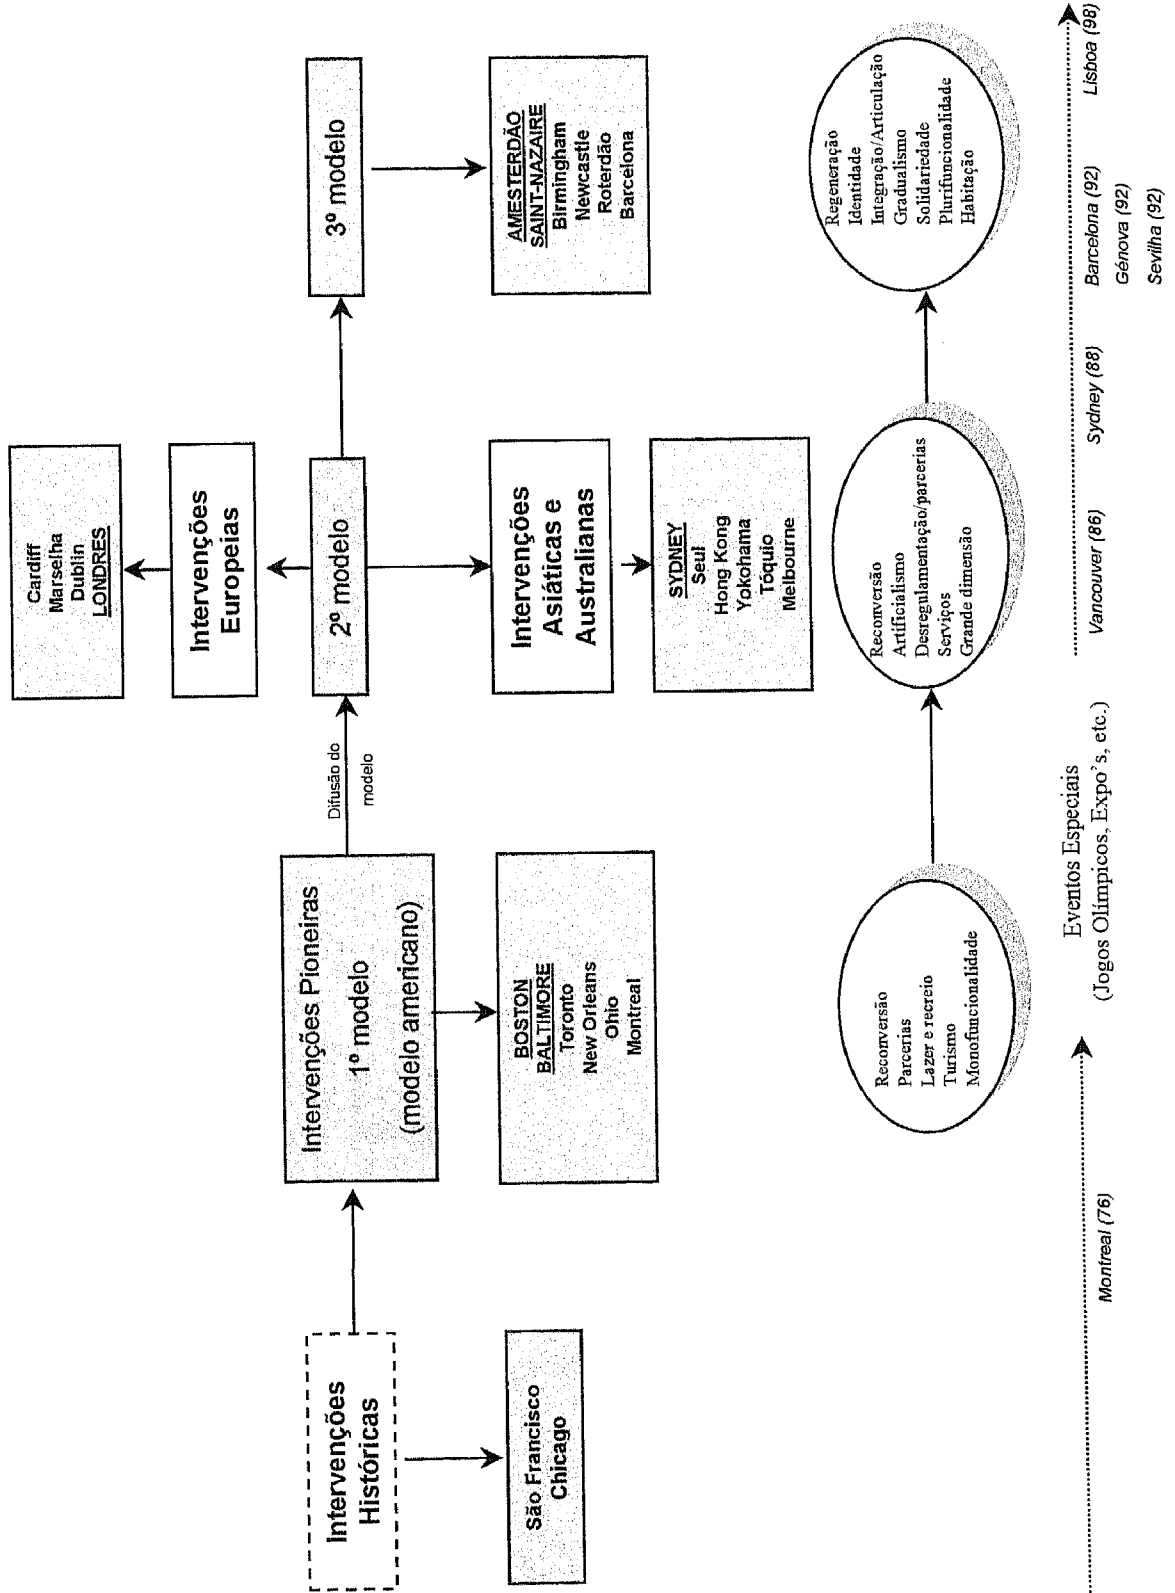 Intervenções
Históricas
São Francisco
Chicago
Intervenções Pioneiras
1º modelo
(modelo americano)
BOSTON
BALTIMORE
Toronto
New Orleans
Ohio
Montreal
Difusão do
modelo
Cardiff
Marselha
Dublin
LONDRES
Intervenções
Europeias
2º modelo
Intervenções
Asiáticas e
Australianas
SYDNEY
Seul
Hong Kong
Yokohama
Tóquio
Melbourne
3º modelo
AMESTERDÃO
SAINT-NAZAIRE
Birmingham
Newcastle
Roterdão
Barcelona
Reconversão
Parcerias
Lazer e recreio
Turismo
Monofuncionalidade
Reconversão
Artificialismo
Desregulamentação/parcerias
Serviços
Grande dimensão
Regeneração
Identidade
Integração/Articulação
Gradualismo
Solidariedade
Plurifuncionalidade
Habitação
Eventos Especiais
(Jogos Olímpicos, Expo's, etc.)
Montreal (76)
Vancouver (86)
Sydney (88)
Barcelona (92)
Génova (92)
Sevilha (92)
Lisboa (98)